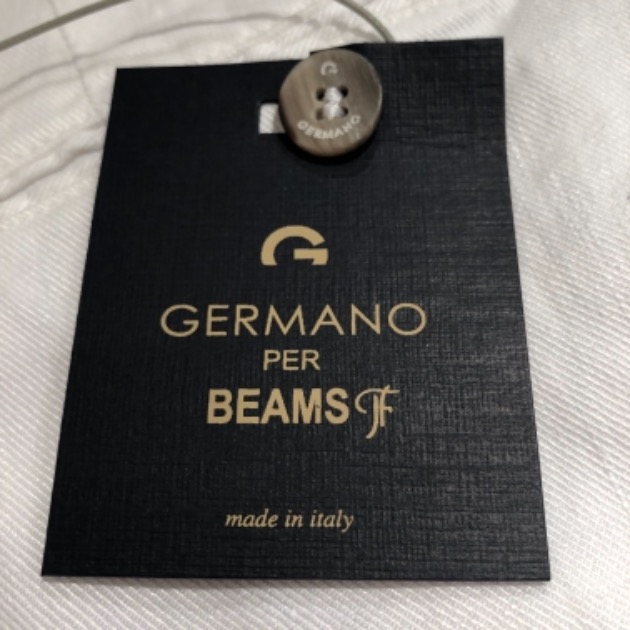 G
GERMANO
G
GERMANO
PER
BEAMS F
made in italy